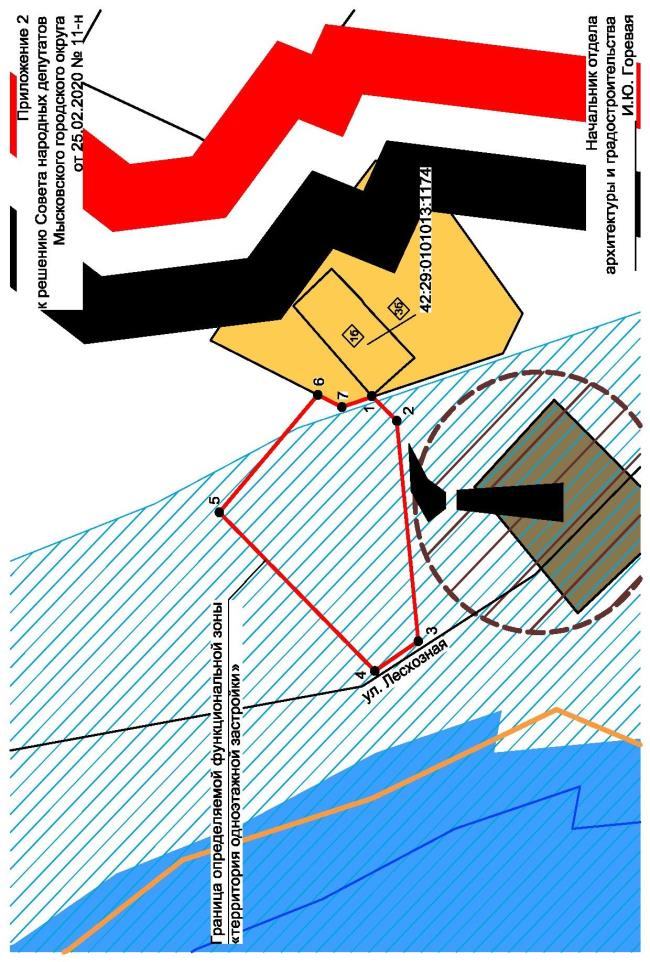 Приложение 2
к решению Совета народных депутатов
Мысковского городского округа
от 25.02.2020 № 11-н
42:29:0101013:1174
1б
3б
6
7
1
2
5
3
4
ул. Лесхозная
Граница определяемой функциональной зоны
«территория одноэтажной застройки»
Начальник отдела
архитектуры и градостроительства
И.Ю. Горевая